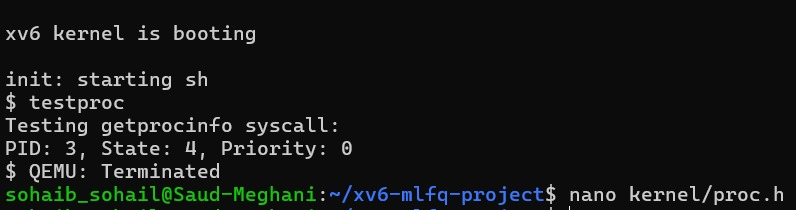 xv6 kernel is booting
init: starting sh
$ testproc
Testing getprocinfo syscall:
PID: 3, State: 4, Priority: 0
$ QEMU: Terminated
sohaib_sohail@Saud-Meghani:~/xv6-mlfq-project$ nano kernel/proc.h